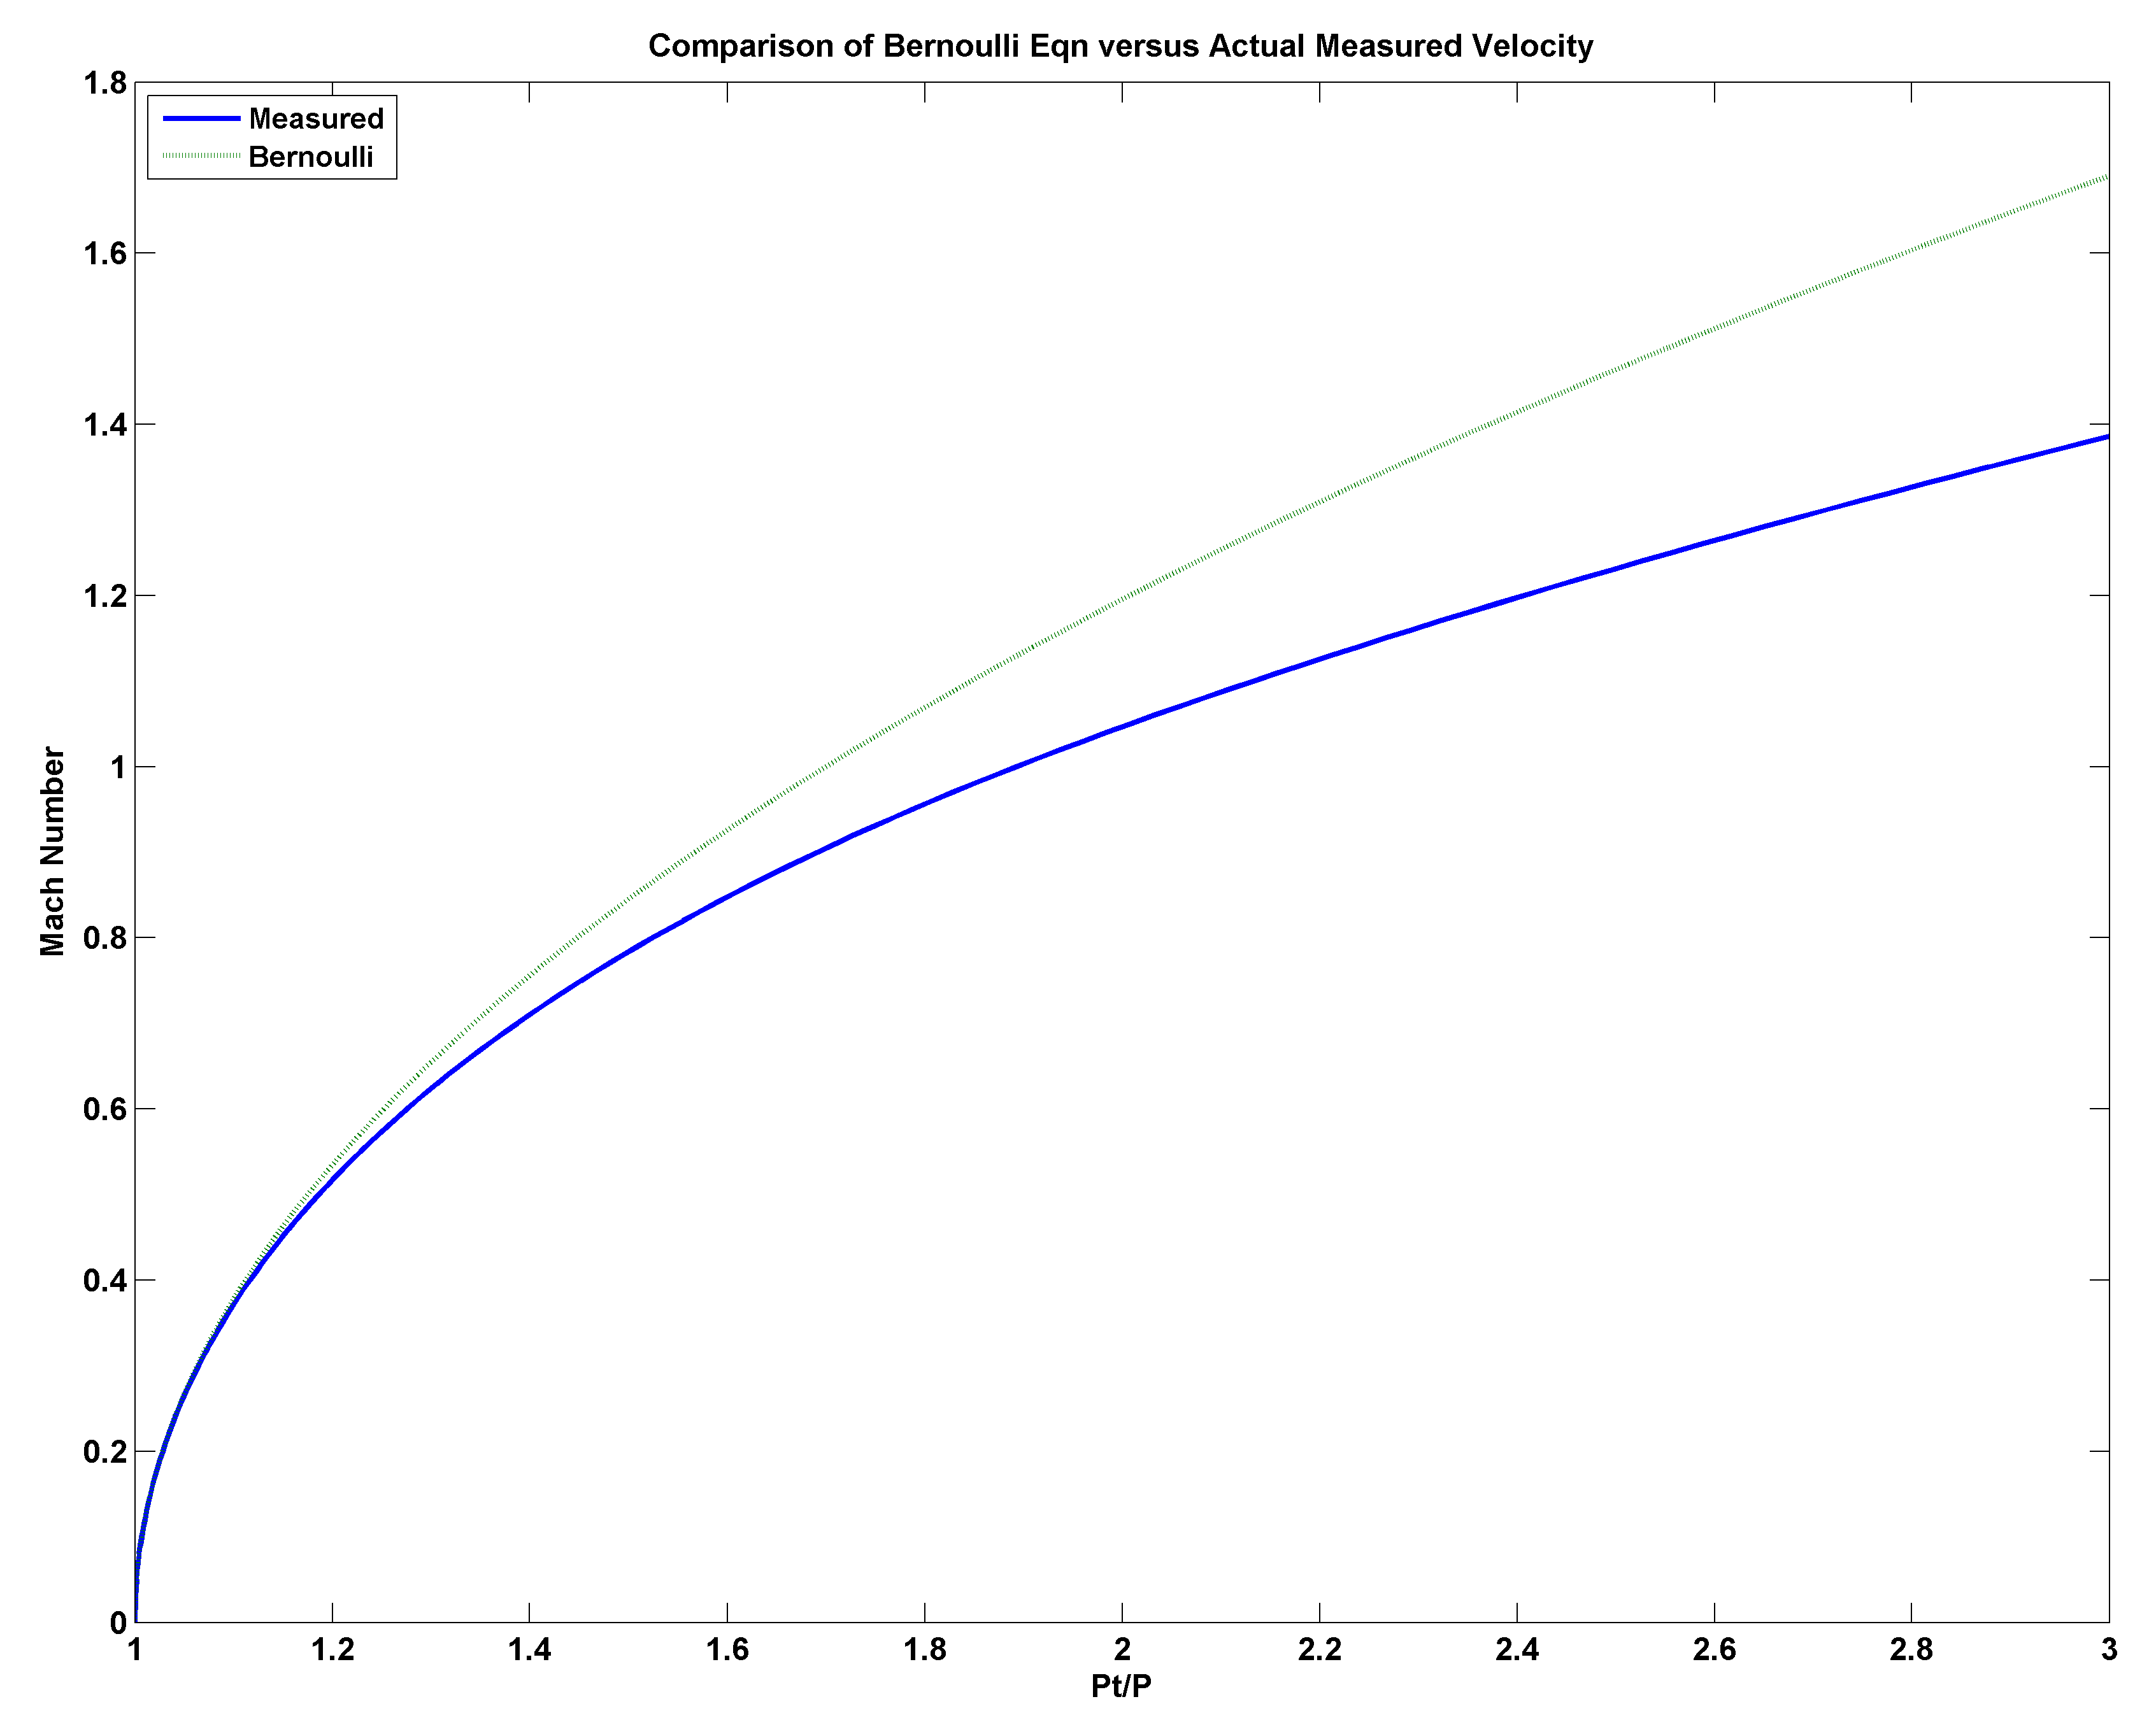 Comparison of Bernoulli Eqn versus Actual Measured Velocity
Measured
Bernoulli
Mach Number
1.8
1.6
1.4
1.2
1
0.8
0.6
0.4
0.2
0
1 1.2 1.4 1.6 1.8 2 2.2 2.4 2.6 2.8 3
Pt/P